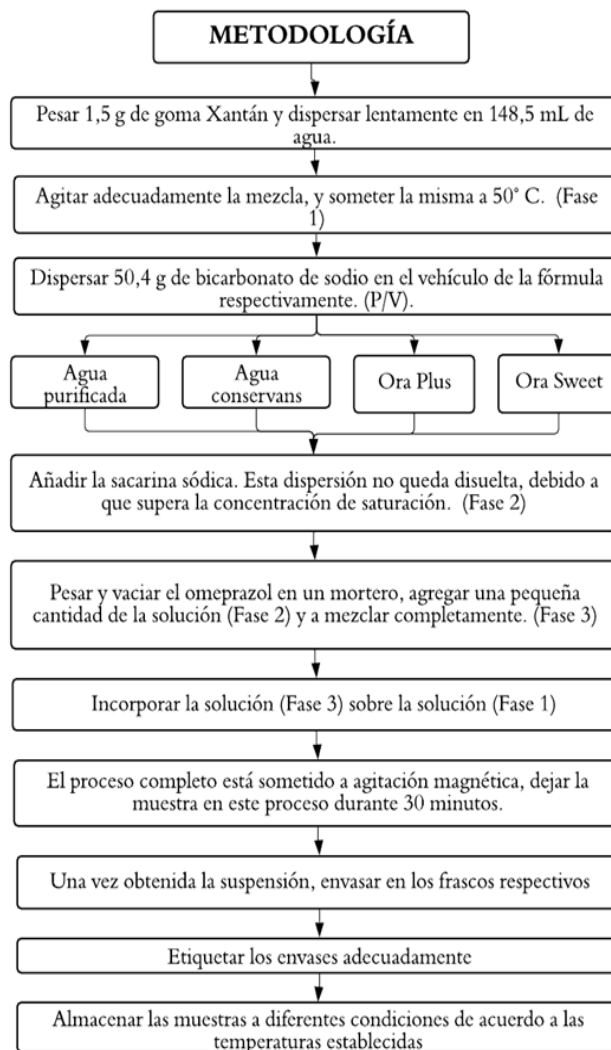 METODOLOGÍA
Pesar 1,5 g de goma Xantán y dispersar lentamente en 148,5 mL de
agua.
Agitar adecuadamente la mezcla, y someter la misma a 50° C. (Fase
1)
Dispersar 50,4 g de bicarbonato de sodio en el vehículo de la fórmula
respectivamente. (P/V).
Agua
purificada
Agua
conservans
Ora Plus
Ora Sweet
Añadir la sacarina sódica. Esta dispersión no queda disuelta, debido a
que supera la concentración de saturación. (Fase 2)
Pesar y vaciar el omeprazol en un mortero, agregar una pequeña
cantidad de la solución (Fase 2) y a mezclar completamente. (Fase 3)
Incorporar la solución (Fase 3) sobre la solución (Fase 1)
El proceso completo está sometido a agitación magnética, dejar la
muestra en este proceso durante 30 minutos.
Una vez obtenida la suspensión, envasar en los frascos respectivos
Etiquetar los envases adecuadamente
Almacenar las muestras a diferentes condiciones de acuerdo a las
temperaturas establecidas